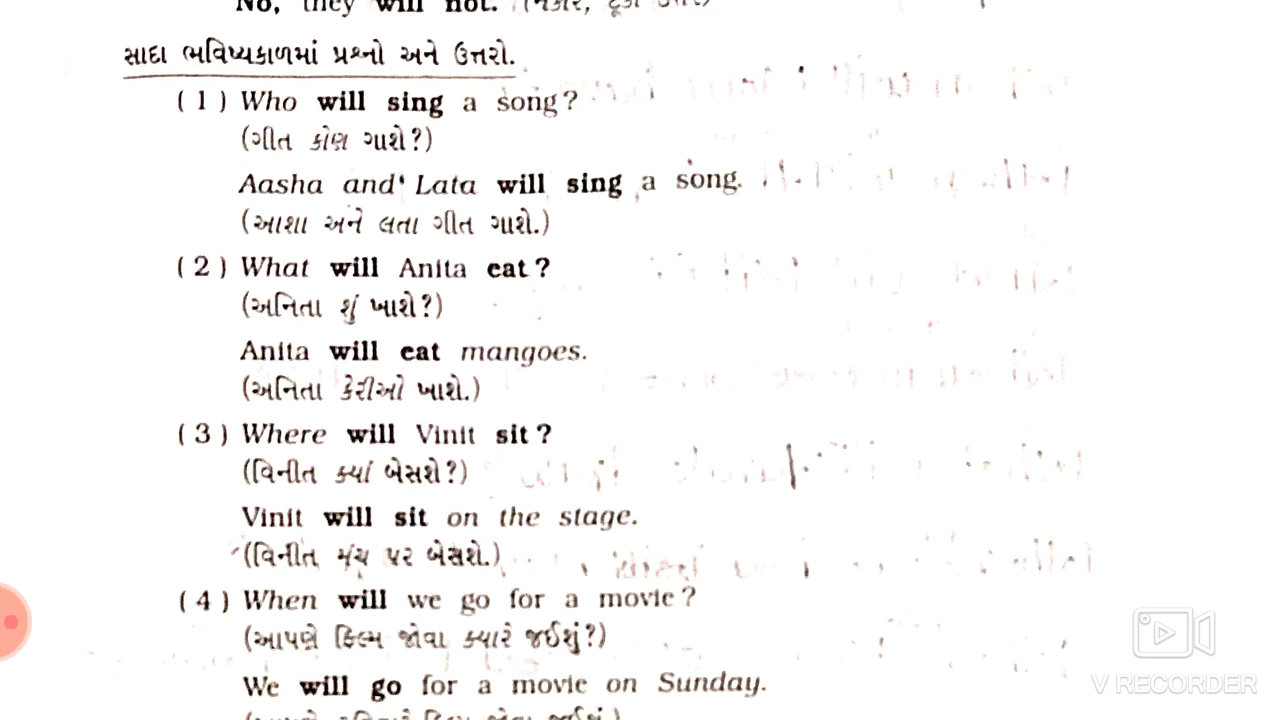 No, they will not. (નકાર, ટૂંકો ઉત્તર)
સાદા ભવિષ્યકાળમાં પ્રશ્નો અને ઉત્તરો.
(1) Who will sing a song?
(ગીત કોણ ગાશે?)
Aasha and Lata will sing a song.
(આશા અને લતા ગીત ગાશે.)
(2) What will Anita eat?
(અનિતા શું ખાશે?)
Anita will eat mangoes.
(અનિતા કેરીઓ ખાશે.)
(3) Where will Vinit sit?
(વિનીત ક્યાં બેસશે?)
Vinit will sit on the stage.
(વિનીત મંચ પર બેસશે.)
(4) When will we go for a movie?
(આપણે ફિલ્મ જોવા ક્યારે જઈશું?)
We will go for a movie on Sunday.
V RECORDER